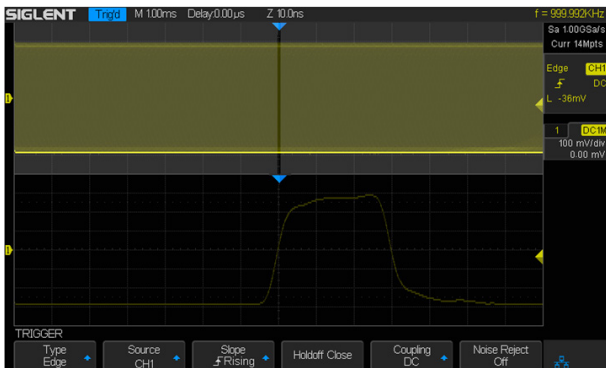 SIGLENT Trig'd M 1.00ms Delay:0.00µs Z 10.0ns f = 999.992KHz
Sa 1.00GSa/s
Curr 14Mpts
Edge CH1
DC
L -36mV
1 DC1M
100 mV/div
0.00 mV
1
1
TRIGGER
Type
Edge
Source
CH1
Slope
Rising
Holdoff Close
Coupling
DC
Noise Reject
Off